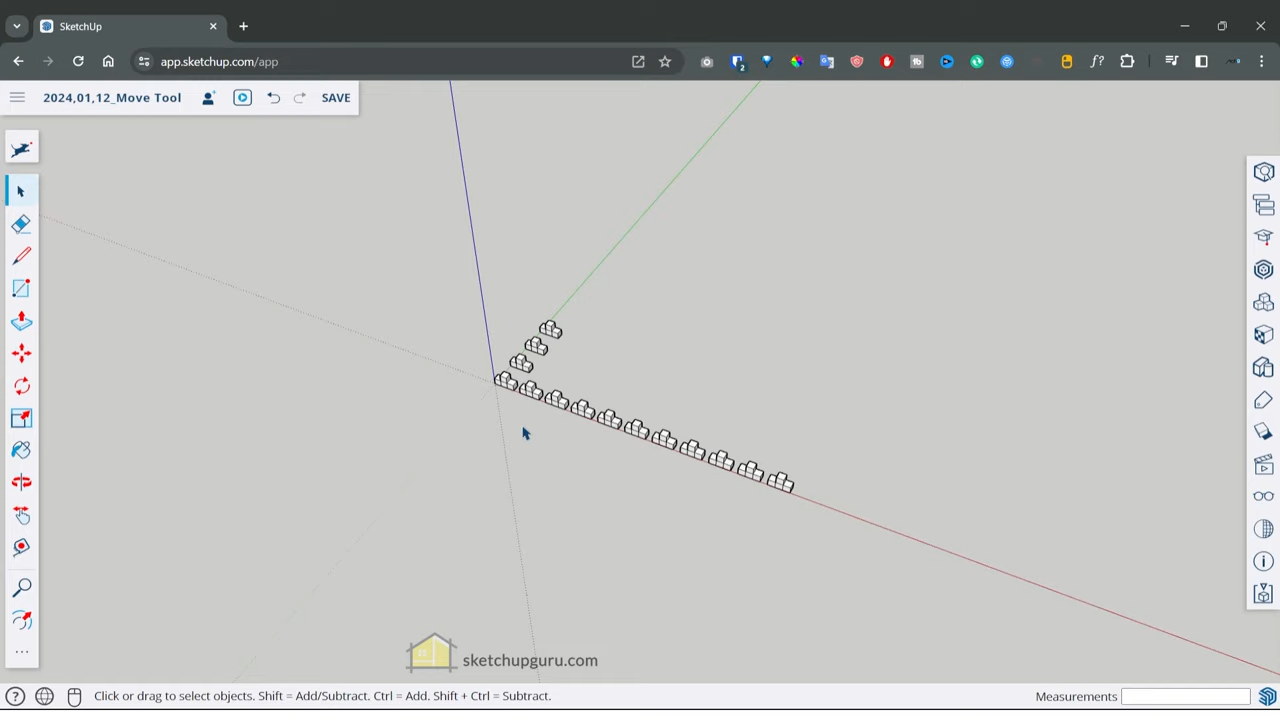 SketchUp
app.sketchup.com/app
2
f?
2024,01,12_Move Tool
SAVE
sketchupguru.com
Click or drag to select objects. Shift = Add/Subtract. Ctrl = Add. Shift + Ctrl = Subtract.
Measurements